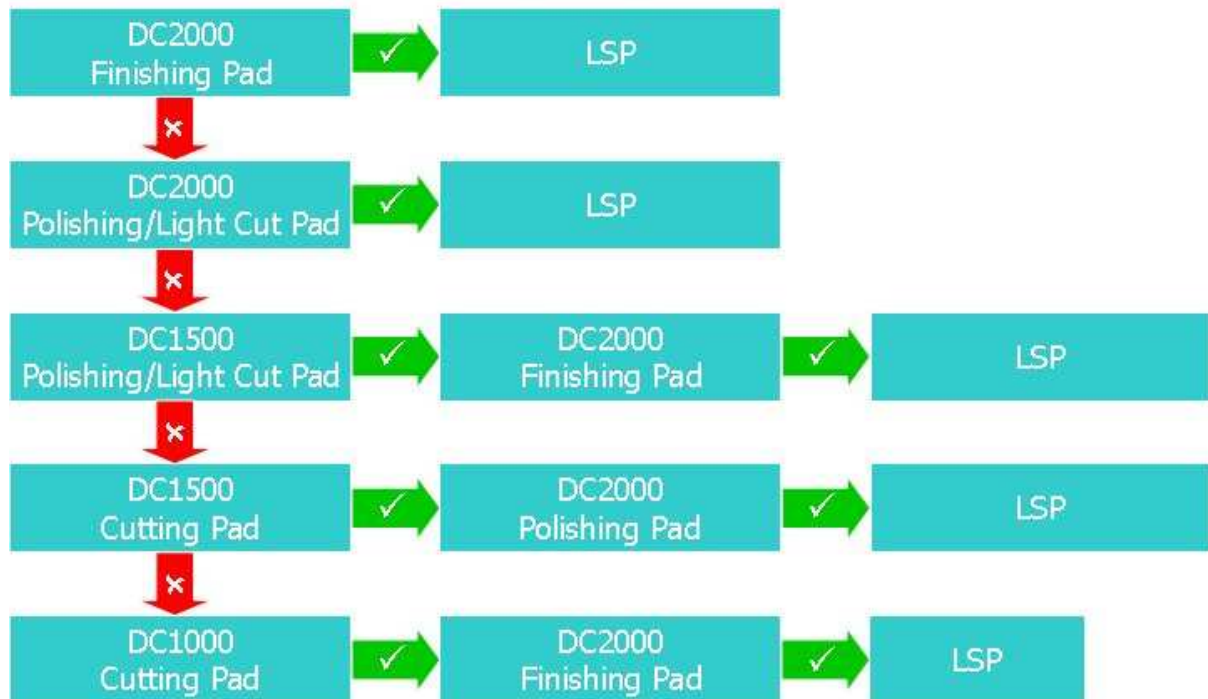 DC2000
Finishing Pad
LSP
DC2000
Polishing/Light Cut Pad
LSP
DC1500
Polishing/Light Cut Pad
DC2000
Finishing Pad
LSP
DC1500
Cutting Pad
DC2000
Polishing Pad
LSP
DC1000
Cutting Pad
DC2000
Finishing Pad
LSP